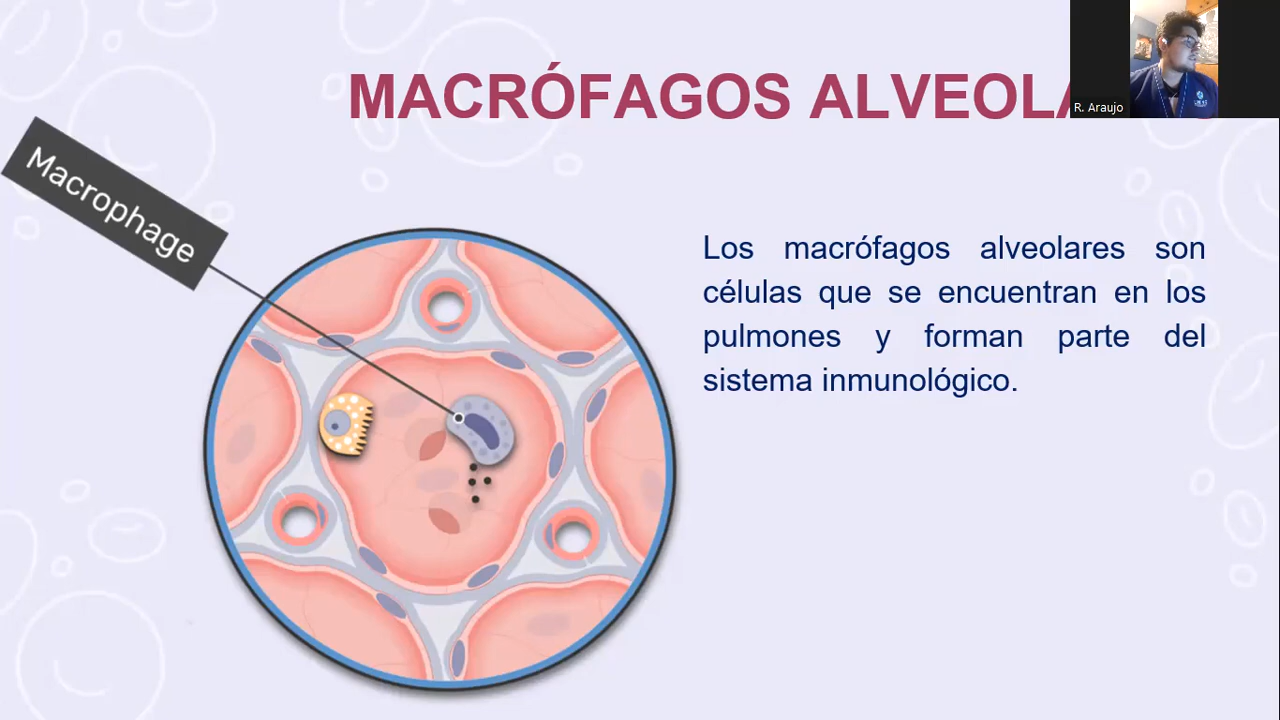 MACRÓFAGOS ALVEOLA
R. Araujo
Macrophage
Los macrófagos alveolares son
células que se encuentran en los
pulmones y forman parte del
sistema inmunológico.